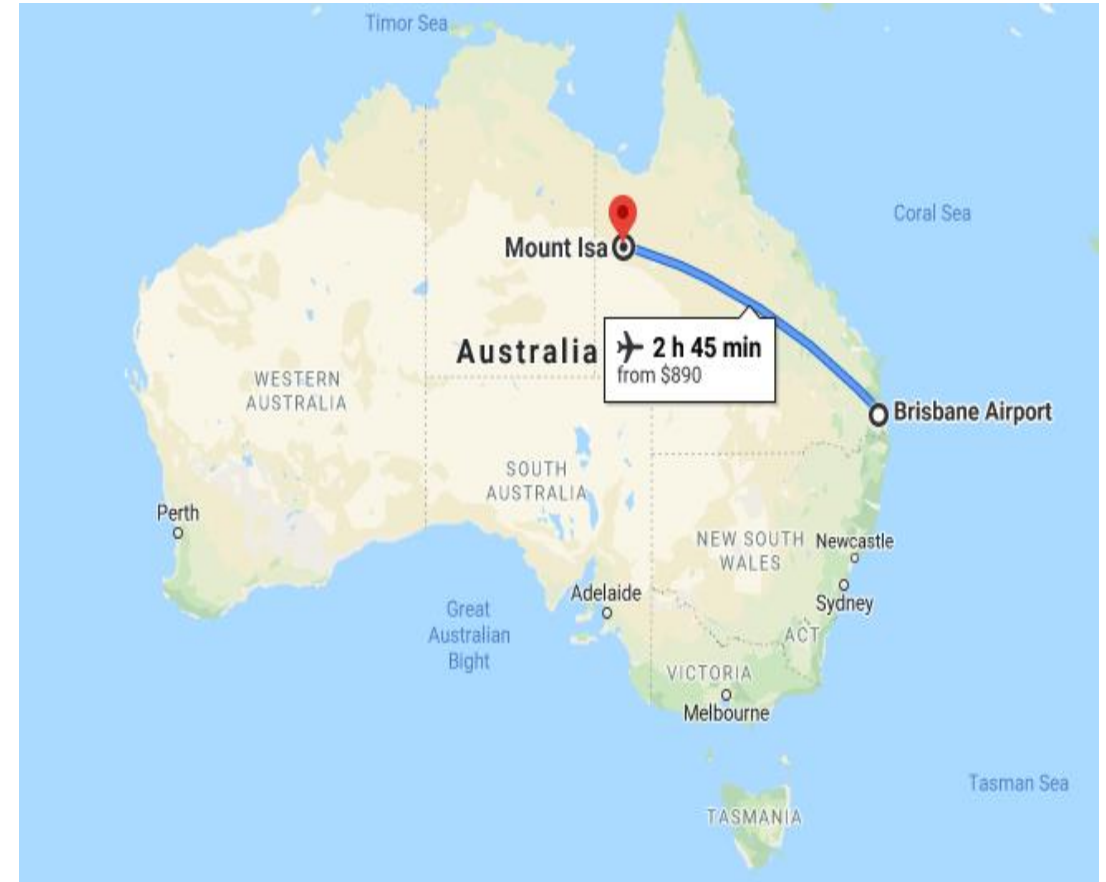 Timor Sea
Coral Sea
Mount Isa
Australia
2 h 45 min
from $890
WESTERN
AUSTRALIA
Brisbane Airport
SOUTH
AUSTRALIA
Perth
NEW SOUTH
WALES
Newcastle
Adelaide
Sydney
Great
Australian
Bight
ACT
VICTORIA
Melbourne
Tasman Sea
TASMANIA